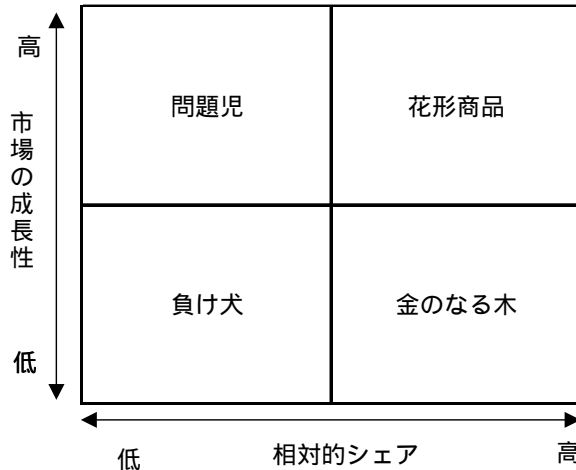 高
市場の成長性
低
問題児
花形商品
負け犬
金のなる木
低
相対的シェア
高